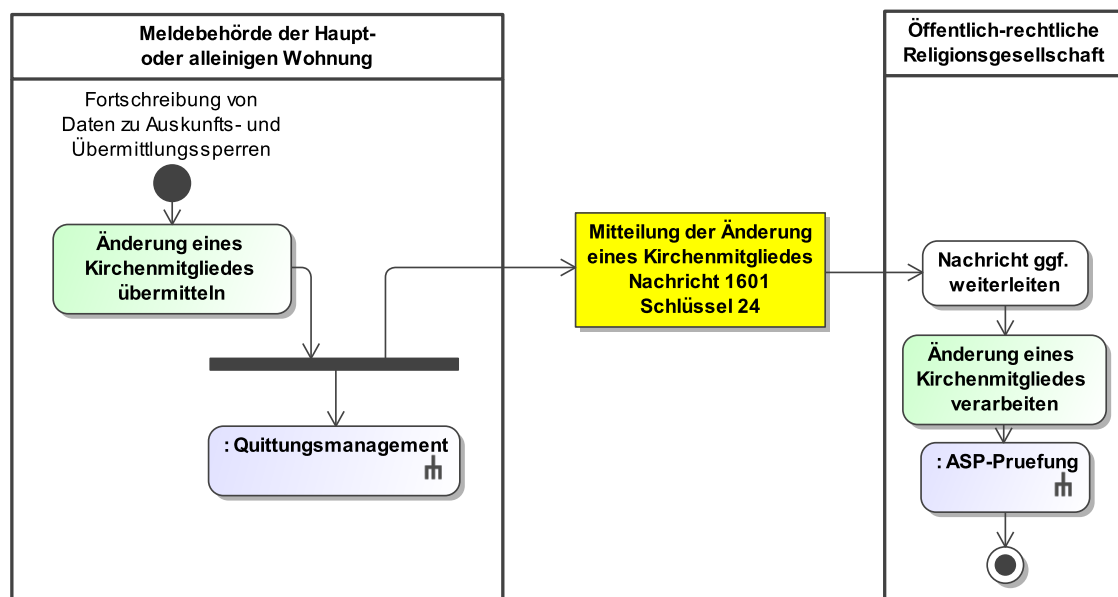 Meldebehörde der Haupt-
oder alleinigen Wohnung
Fortschreibung von
Daten zu Auskunfts- und
Übermittlungssperren
Änderung eines
Kirchenmitgliedes
übermitteln
: Quittungsmanagement
Mitteilung der Änderung
eines Kirchenmitgliedes
Nachricht 1601
Schlüssel 24
Öffentlich-rechtliche
Religionsgesellschaft
Nachricht ggf.
weiterleiten
Änderung eines
Kirchenmitgliedes
verarbeiten
: ASP-Pruefung